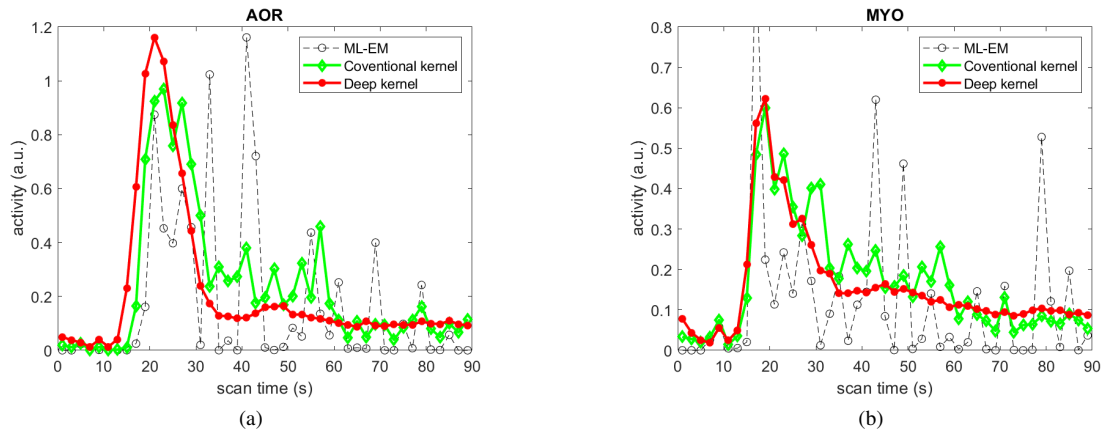 AOR
activity (a.u.)
1.2
1
0.8
0.6
0.4
0.2
0
0 10 20 30 40 50 60 70 80 90
scan time (s)
ML-EM
Coventional kernel
Deep kernel
(a)
MYO
activity (a.u.)
0.8
0.7
0.6
0.5
0.4
0.3
0.2
0.1
0
0 10 20 30 40 50 60 70 80 90
scan time (s)
ML-EM
Coventional kernel
Deep kernel
(b)